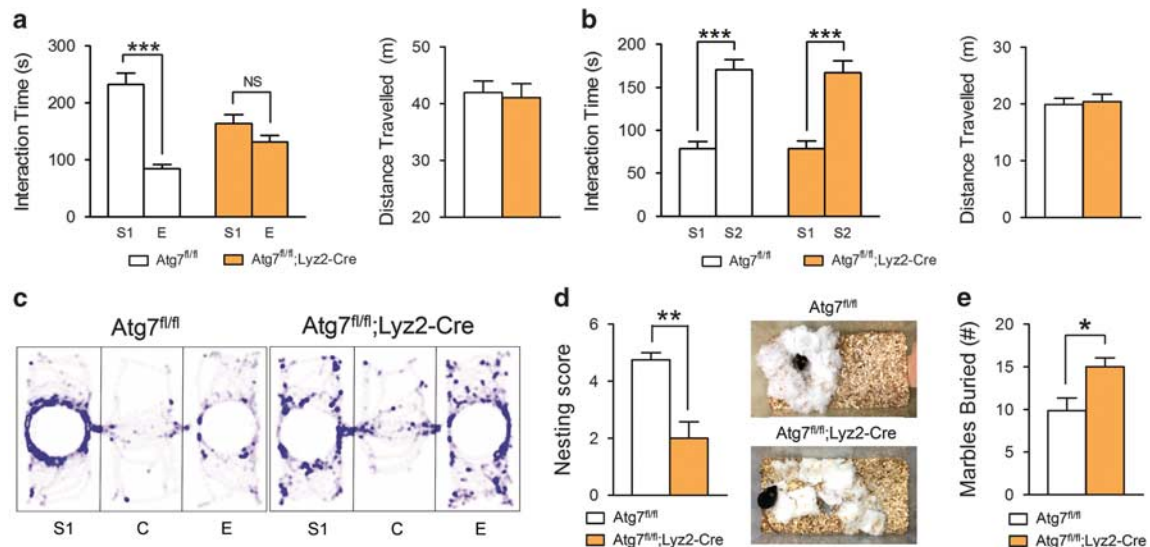 a
Interaction Time (s)
300
200
100
0
***
NS
S1 E S1 E
Distance Travelled (m)
50
40
30
20
Atg7fl/fl Atg7fl/fl;Lyz2-Cre
b
Interaction Time (s)
200
150
100
50
0
*** ***
S1 S2 S1 S2
Distance Travelled (m)
30
20
10
0
Atg7fl/fl Atg7fl/fl;Lyz2-Cre
c
Atg7fl/fl Atg7fl/fl;Lyz2-Cre
S1 C E S1 C E
d
Nesting score
6
4
2
0
**
Atg7fl/fl
Atg7fl/fl;Lyz2-Cre
Atg7fl/fl
Atg7fl/fl;Lyz2-Cre
e
Marbles Buried (#)
20
15
10
5
0
*
Atg7fl/fl
Atg7fl/fl;Lyz2-Cre